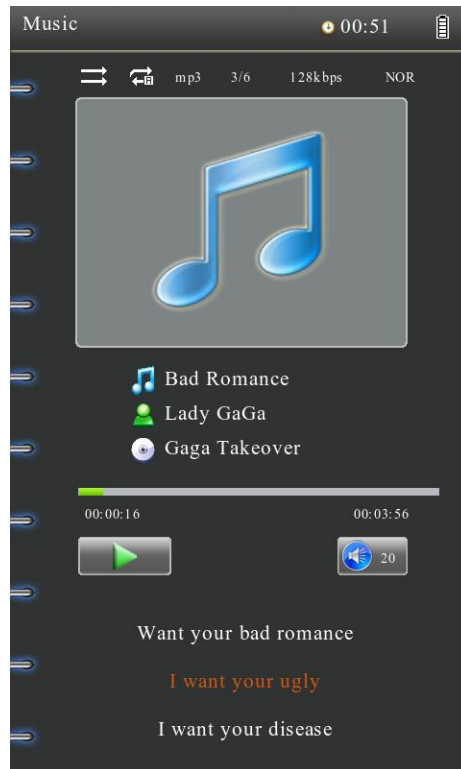 Music 00:51
mp3 3/6 128kbps NOR
Bad Romance
Lady GaGa
Gaga Takeover
00:00:16 00:03:56
20
Want your bad romance
I want your ugly
I want your disease